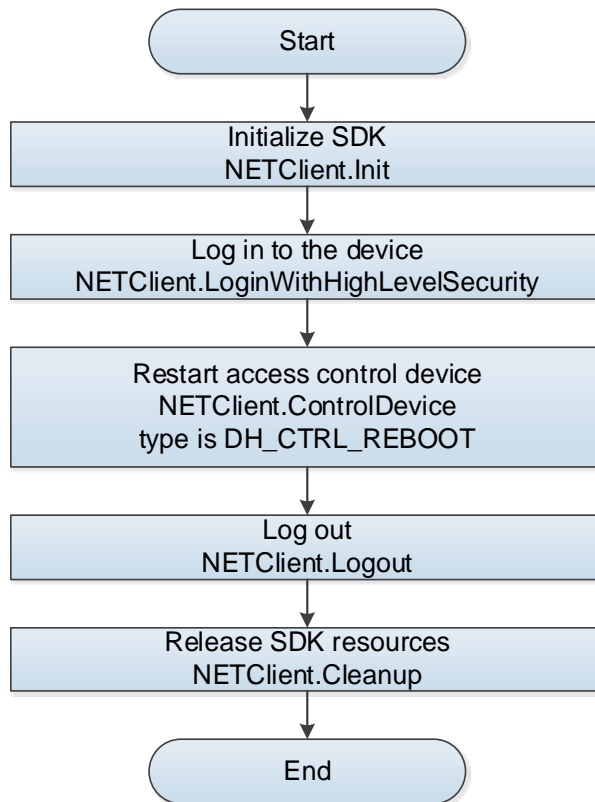 Start
Initialize SDK
NETClient.Init
Log in to the device
NETClient.LoginWithHighLevelSecurity
Restart access control device
NETClient.ControlDevice
type is DH_CTRL_REBOOT
Log out
NETClient.Logout
Release SDK resources
NETClient.Cleanup
End